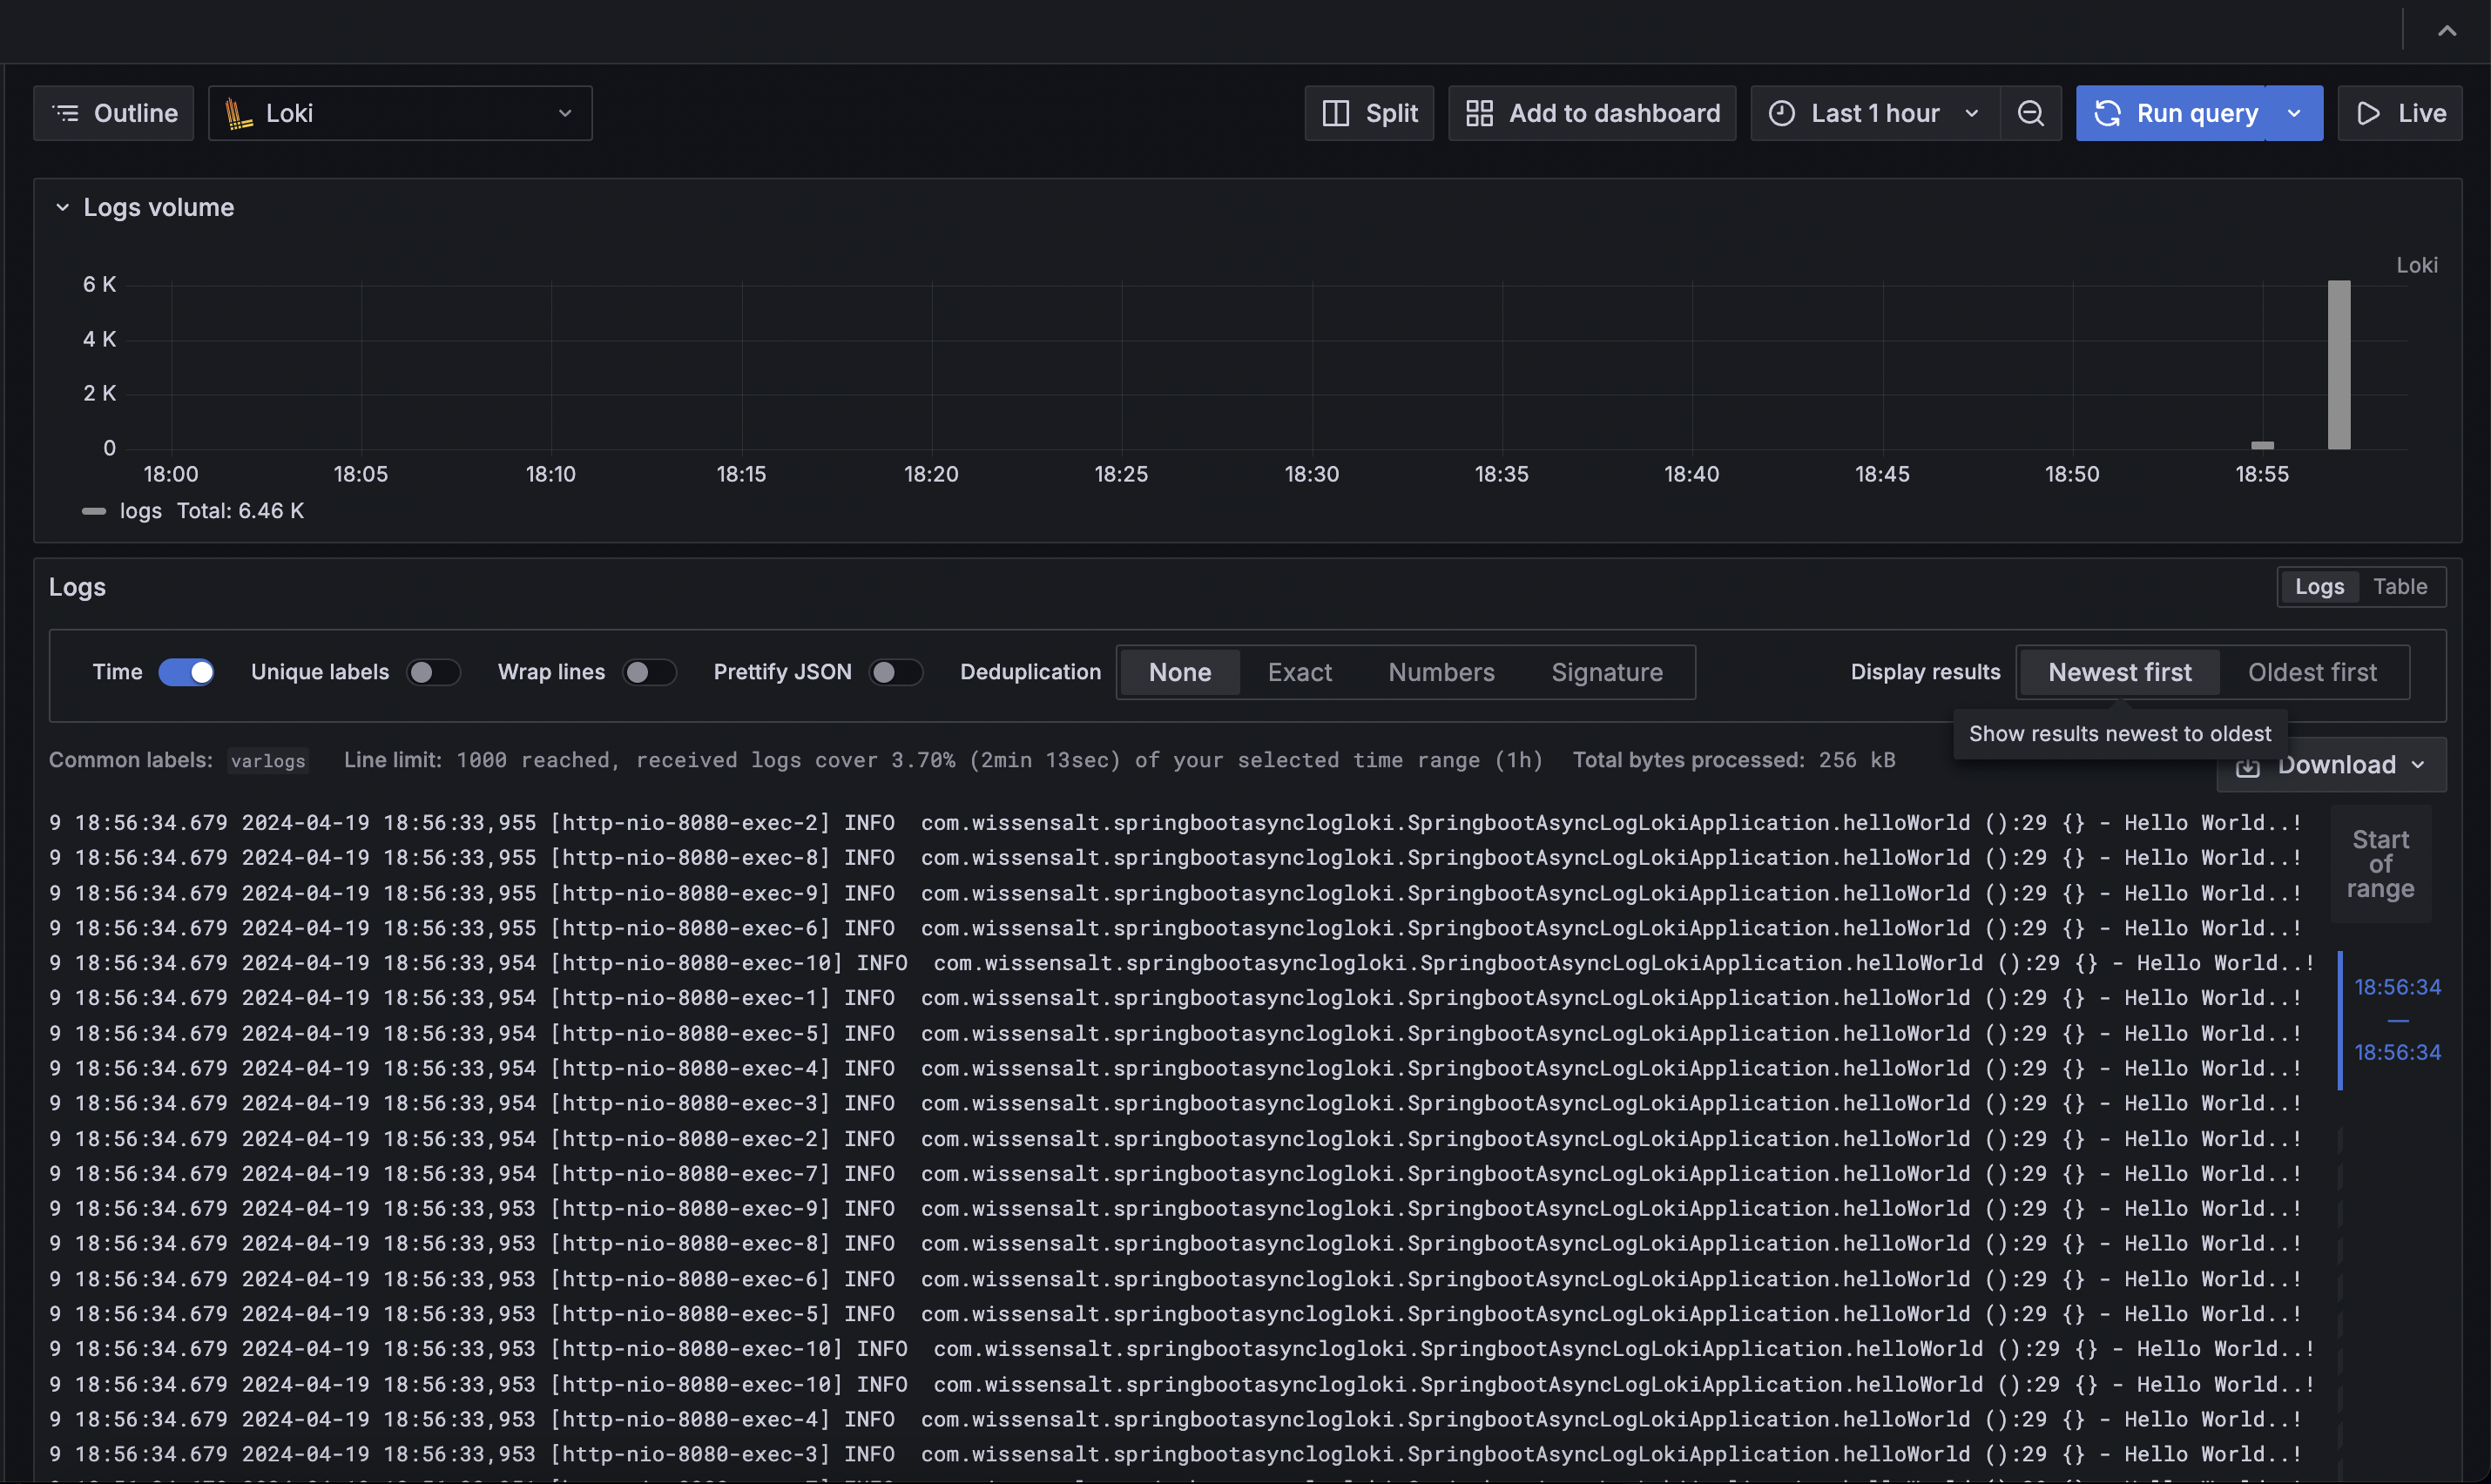 Outline Loki Split Add to dashboard Last 1 hour Run query Live
Logs volume
Loki
6 K
4 K
2 K
0
18:00 18:05 18:10 18:15 18:20 18:25 18:30 18:35 18:40 18:45 18:50 18:55
logs Total: 6.46 K
Logs
Logs Table
Time Unique labels Wrap lines Prettify JSON Deduplication None Exact Numbers Signature Display results Newest first Oldest first
Show results newest to oldest
Common labels: varlogs Line limit: 1000 reached, received logs cover 3.70% (2min 13sec) of your selected time range (1h) Total bytes processed: 256 kB
Download
9 18:56:34.679 2024-04-19 18:56:33,955 [http-nio-8080-exec-2] INFO com.wissensalt.springbootasynclogloki.SpringbootAsyncLogLokiApplication.helloWorld ():29 {} - Hello World..!
9 18:56:34.679 2024-04-19 18:56:33,955 [http-nio-8080-exec-8] INFO com.wissensalt.springbootasynclogloki.SpringbootAsyncLogLokiApplication.helloWorld ():29 {} - Hello World..!
9 18:56:34.679 2024-04-19 18:56:33,955 [http-nio-8080-exec-9] INFO com.wissensalt.springbootasynclogloki.SpringbootAsyncLogLokiApplication.helloWorld ():29 {} - Hello World..!
9 18:56:34.679 2024-04-19 18:56:33,955 [http-nio-8080-exec-6] INFO com.wissensalt.springbootasynclogloki.SpringbootAsyncLogLokiApplication.helloWorld ():29 {} - Hello World..!
9 18:56:34.679 2024-04-19 18:56:33,954 [http-nio-8080-exec-10] INFO com.wissensalt.springbootasynclogloki.SpringbootAsyncLogLokiApplication.helloWorld ():29 {} - Hello World..!
9 18:56:34.679 2024-04-19 18:56:33,954 [http-nio-8080-exec-1] INFO com.wissensalt.springbootasynclogloki.SpringbootAsyncLogLokiApplication.helloWorld ():29 {} - Hello World..!
9 18:56:34.679 2024-04-19 18:56:33,954 [http-nio-8080-exec-5] INFO com.wissensalt.springbootasynclogloki.SpringbootAsyncLogLokiApplication.helloWorld ():29 {} - Hello World..!
9 18:56:34.679 2024-04-19 18:56:33,954 [http-nio-8080-exec-4] INFO com.wissensalt.springbootasynclogloki.SpringbootAsyncLogLokiApplication.helloWorld ():29 {} - Hello World..!
9 18:56:34.679 2024-04-19 18:56:33,954 [http-nio-8080-exec-3] INFO com.wissensalt.springbootasynclogloki.SpringbootAsyncLogLokiApplication.helloWorld ():29 {} - Hello World..!
9 18:56:34.679 2024-04-19 18:56:33,954 [http-nio-8080-exec-2] INFO com.wissensalt.springbootasynclogloki.SpringbootAsyncLogLokiApplication.helloWorld ():29 {} - Hello World..!
9 18:56:34.679 2024-04-19 18:56:33,954 [http-nio-8080-exec-7] INFO com.wissensalt.springbootasynclogloki.SpringbootAsyncLogLokiApplication.helloWorld ():29 {} - Hello World..!
9 18:56:34.679 2024-04-19 18:56:33,953 [http-nio-8080-exec-9] INFO com.wissensalt.springbootasynclogloki.SpringbootAsyncLogLokiApplication.helloWorld ():29 {} - Hello World..!
9 18:56:34.679 2024-04-19 18:56:33,953 [http-nio-8080-exec-8] INFO com.wissensalt.springbootasynclogloki.SpringbootAsyncLogLokiApplication.helloWorld ():29 {} - Hello World..!
9 18:56:34.679 2024-04-19 18:56:33,953 [http-nio-8080-exec-6] INFO com.wissensalt.springbootasynclogloki.SpringbootAsyncLogLokiApplication.helloWorld ():29 {} - Hello World..!
9 18:56:34.679 2024-04-19 18:56:33,953 [http-nio-8080-exec-5] INFO com.wissensalt.springbootasynclogloki.SpringbootAsyncLogLokiApplication.helloWorld ():29 {} - Hello World..!
9 18:56:34.679 2024-04-19 18:56:33,953 [http-nio-8080-exec-10] INFO com.wissensalt.springbootasynclogloki.SpringbootAsyncLogLokiApplication.helloWorld ():29 {} - Hello World..!
9 18:56:34.679 2024-04-19 18:56:33,953 [http-nio-8080-exec-10] INFO com.wissensalt.springbootasynclogloki.SpringbootAsyncLogLokiApplication.helloWorld ():29 {} - Hello World..!
9 18:56:34.679 2024-04-19 18:56:33,953 [http-nio-8080-exec-4] INFO com.wissensalt.springbootasynclogloki.SpringbootAsyncLogLokiApplication.helloWorld ():29 {} - Hello World..!
9 18:56:34.679 2024-04-19 18:56:33,953 [http-nio-8080-exec-3] INFO com.wissensalt.springbootasynclogloki.SpringbootAsyncLogLokiApplication.helloWorld ():29 {} - Hello World..!
Start
of
range
18:56:34
—
18:56:34